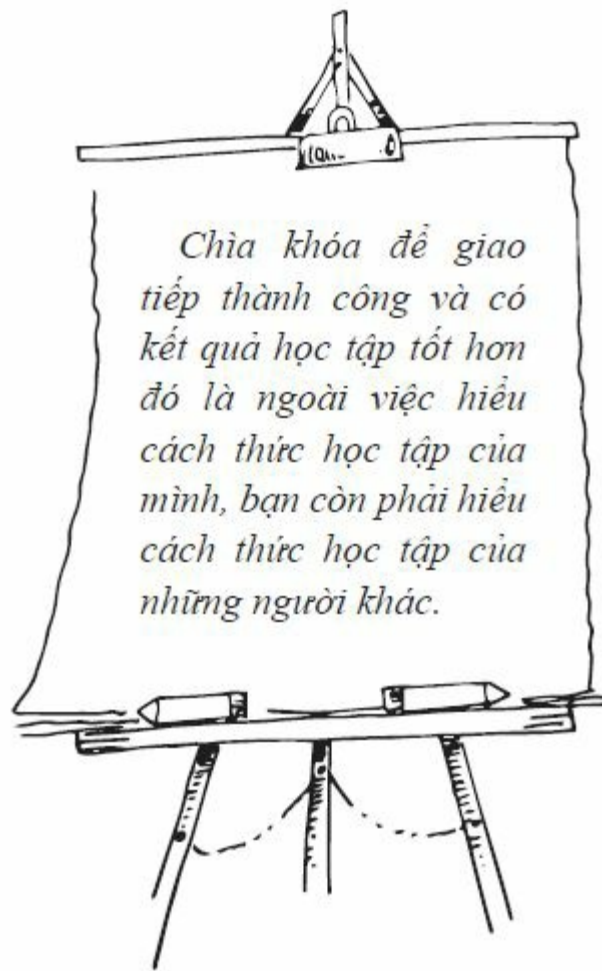 Chìa khóa để giao
tiếp thành công và có
kết quả học tập tốt hơn
đó là ngoài việc hiểu
cách thức học tập của
mình, bạn còn phải hiểu
cách thức học tập của
những người khác.